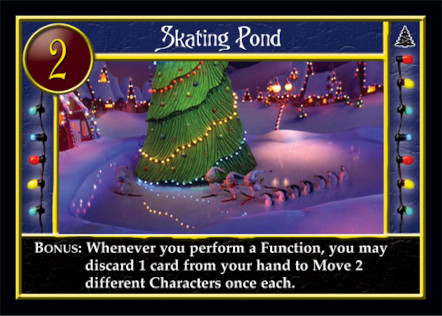 Skating Pond
2
BONUS: Whenever you perform a Function, you may
discard 1 card from your hand to Move 2
different Characters once each.